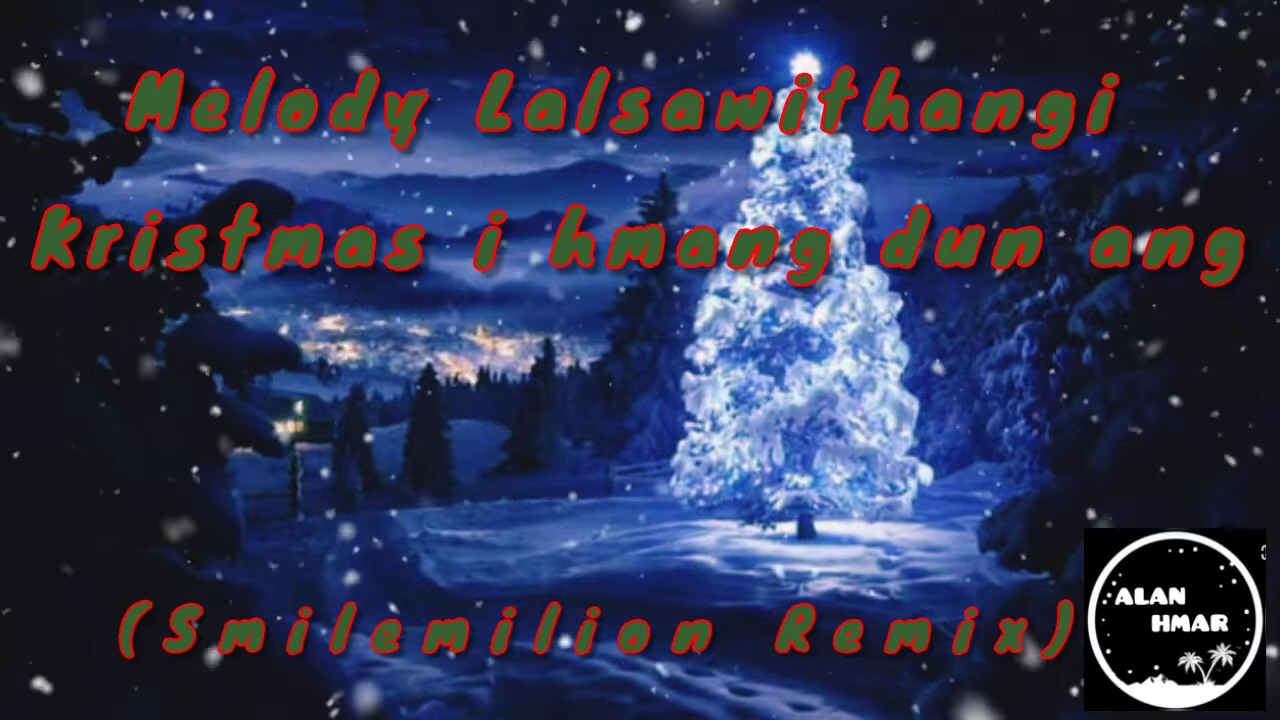 Melody Lalsawithangi
Kristmas i hmang dun ang
(Smilemilion Remix)
ALAN
HMAR